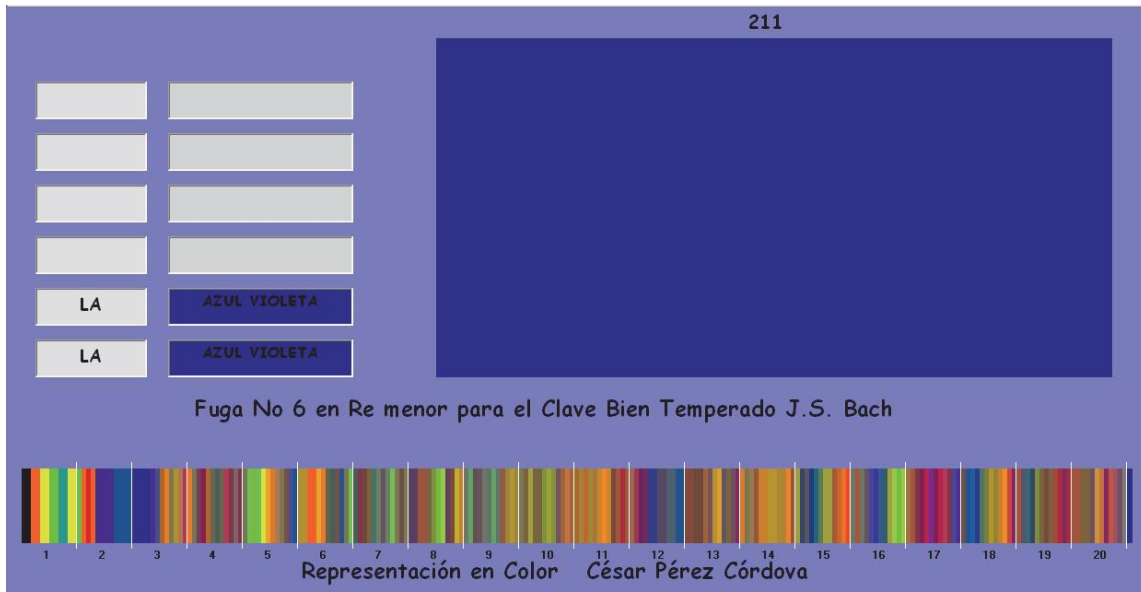 211
LA AZUL VIOLETA
LA AZUL VIOLETA
Fuga No 6 en Re menor para el Clave Bien Temperado J.S. Bach
1 2 3 4 5 6 7 8 9 10 11 12 13 14 15 16 17 18 19 20
Representación en Color César Pérez Córdova